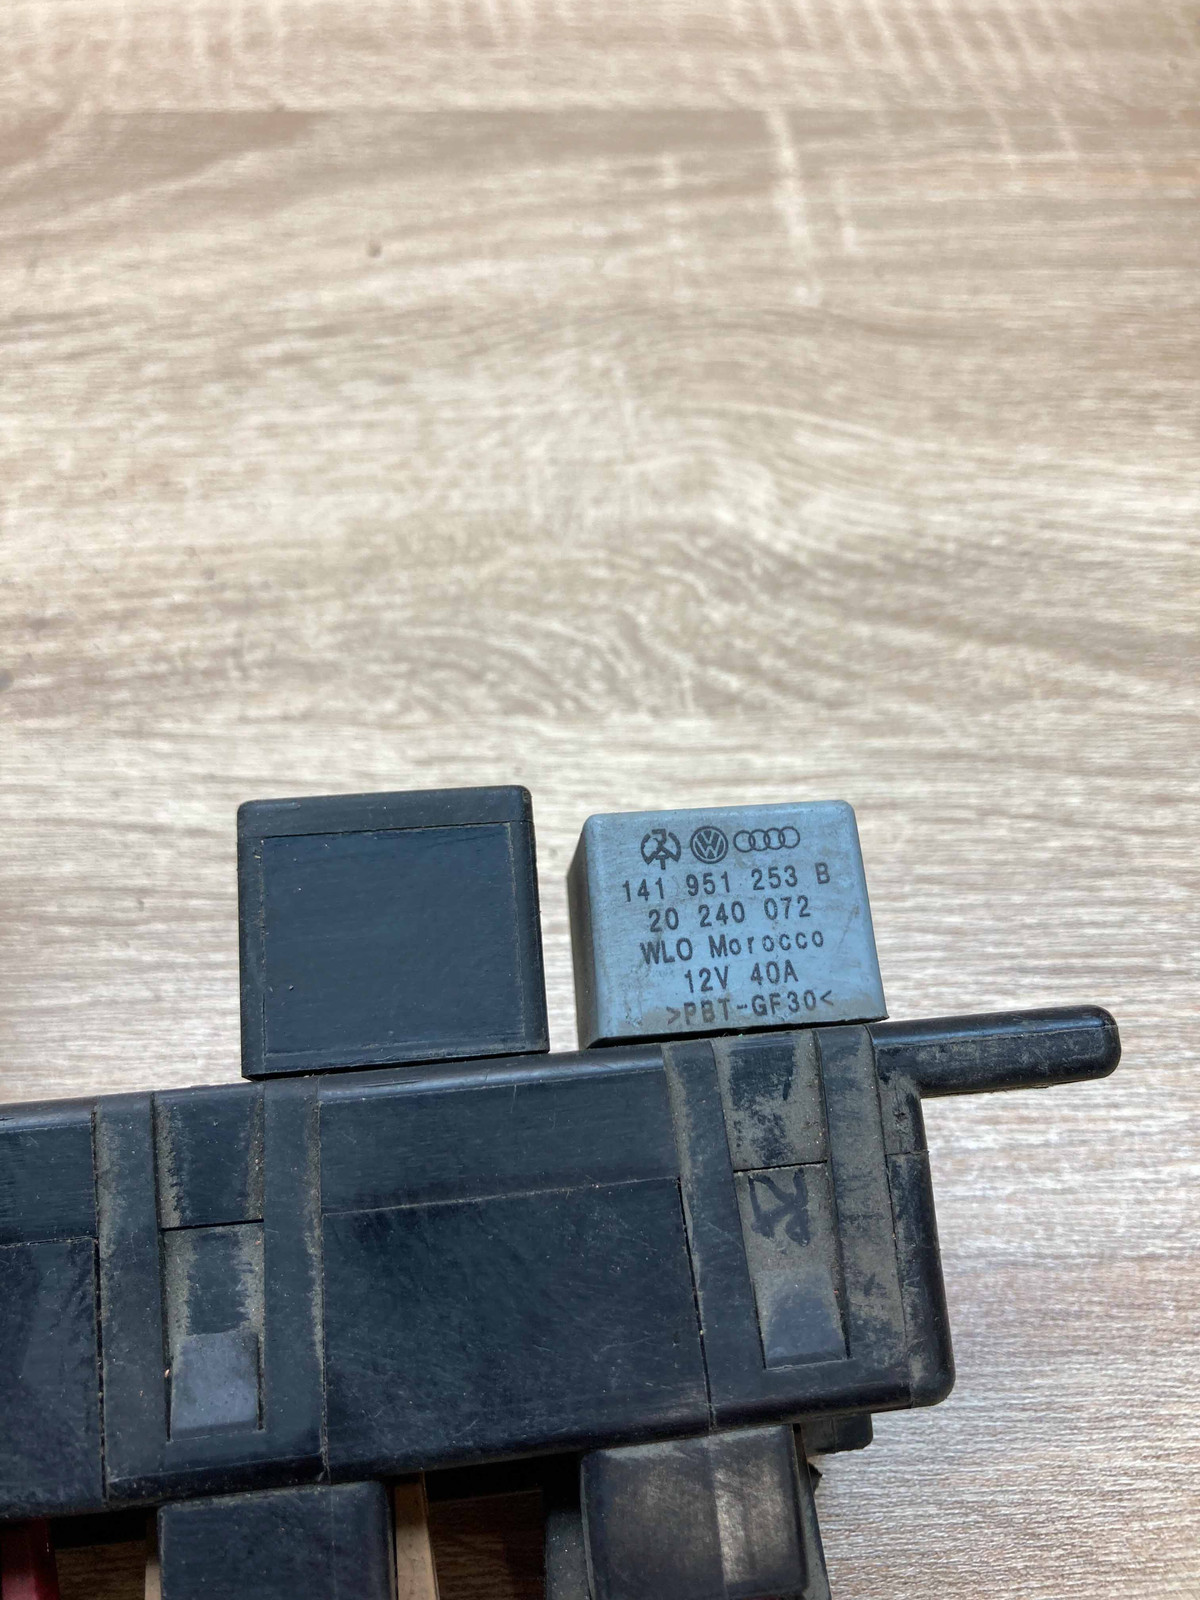 141 951 253 B
20 240 072
WLO Morocco
12V 40A
>PBT-GF30<